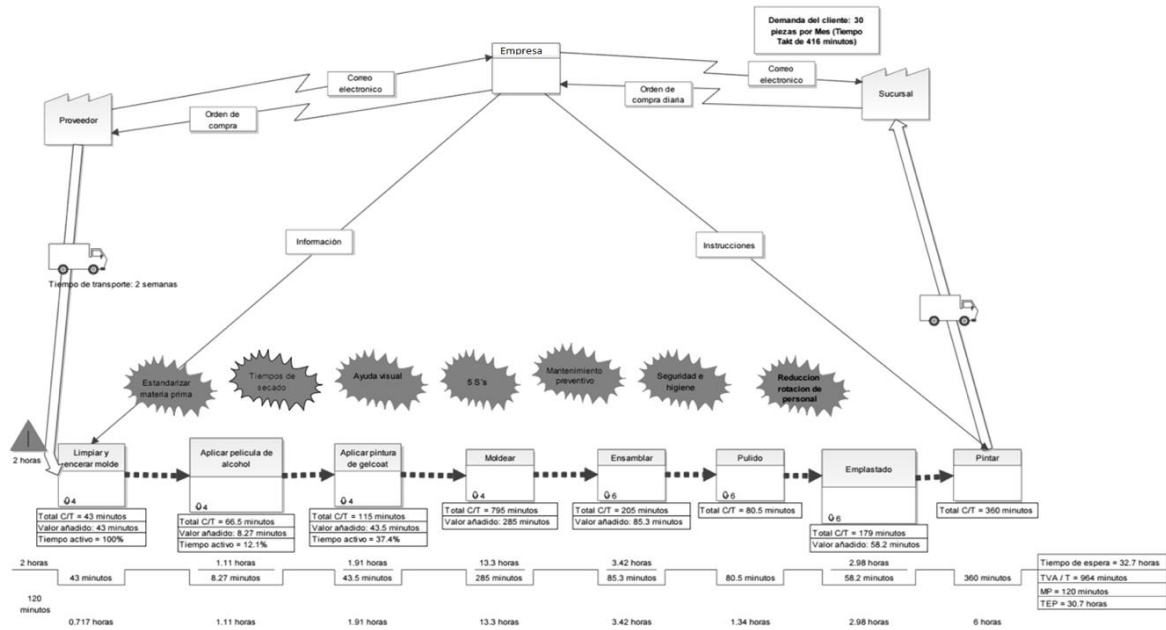 Demanda del cliente: 30
piezas por Mes (Tiempo
Takt de 416 minutos)
Empresa
Correo
electronico
Correo
electronico
Proveedor
Orden de
compra
Orden de
compra diaria
Sucursal
Información
Instrucciones
Tiempo de transporte: 2 semanas
Estandarizar
materia prima
Tiempos de
secado
Ayuda visual
5 S's
Mantenimiento
preventivo
Seguridad e
higiene
Reduccion
rotacion de
personal
I
2 horas
Limpiar y
encerar molde
4
Total C/T = 43 minutos
Valor añadido: 43 minutos
Tiempo activo = 100%
Aplicar pelicula de
alcohol
4
Total C/T = 66.5 minutos
Valor añadido: 8.27 minutos
Tiempo activo = 12.1%
Aplicar pintura
de gelcoat
4
Total C/T = 115 minutos
Valor añadido: 43.5 minutos
Tiempo activo = 37.4%
Moldear
4
Total C/T = 795 minutos
Valor añadido: 285 minutos
Ensamblar
6
Total C/T = 205 minutos
Valor añadido: 85.3 minutos
Pulido
6
Total C/T = 80.5 minutos
Emplastado
6
Total C/T = 179 minutos
Valor añadido: 58.2 minutos
Pintar
Total C/T = 360 minutos
2 horas 1.11 horas 1.91 horas 13.3 horas 3.42 horas 2.98 horas
43 minutos 8.27 minutos 43.5 minutos 285 minutos 85.3 minutos 80.5 minutos 58.2 minutos 360 minutos
Tiempo de espera = 32.7 horas
TVA / T = 964 minutos
MP = 120 minutos
TEP = 30.7 horas
120
minutos
0.717 horas 1.11 horas 1.91 horas 13.3 horas 3.42 horas 1.34 horas 2.98 horas 6 horas